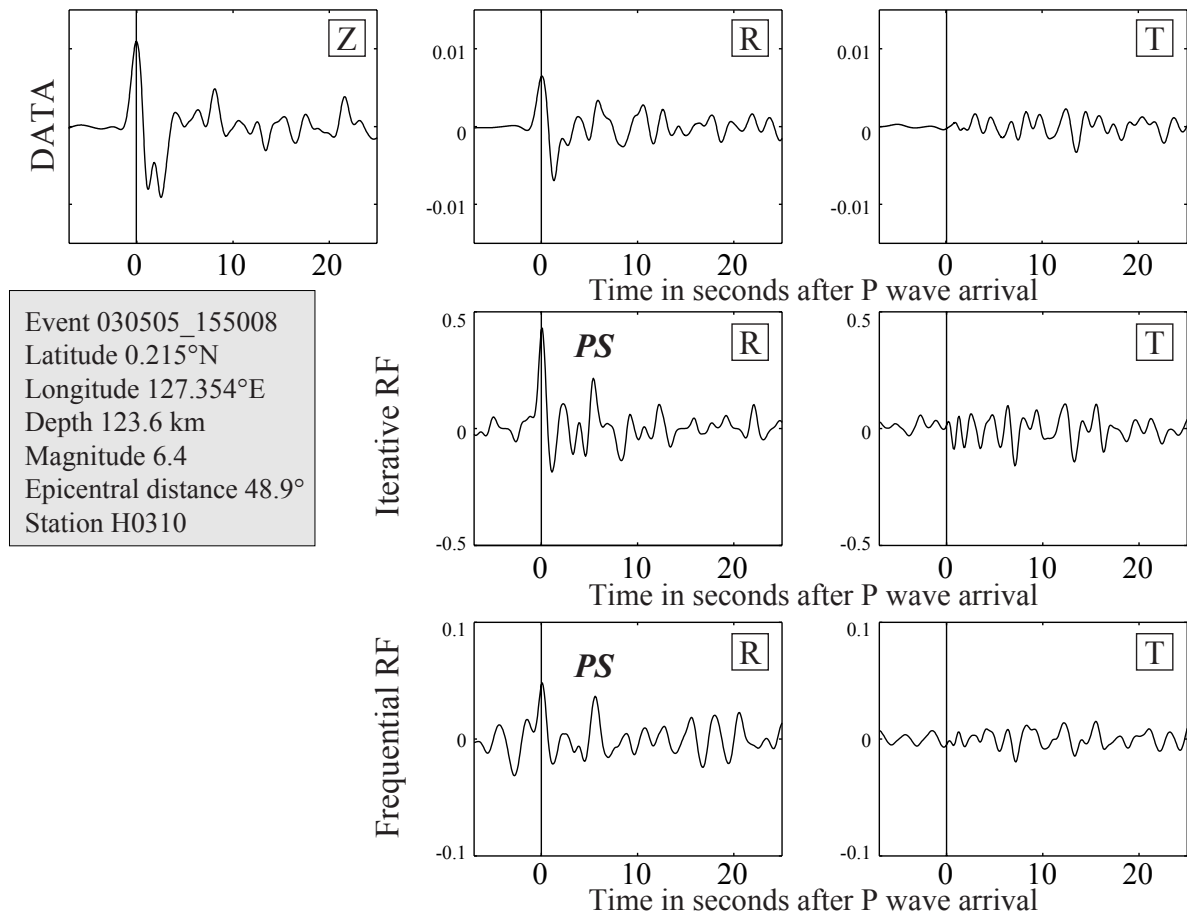 DATA
Z
0 10 20
0.01
0
-0.01
R
0 10 20
0.01
0
-0.01
T
0 10 20
Time in seconds after P wave arrival
Event 030505_155008
Latitude 0.215°N
Longitude 127.354°E
Depth 123.6 km
Magnitude 6.4
Epicentral distance 48.9°
Station H0310
Iterative RF
0.5
0
-0.5
PS
R
0 10 20
0.5
0
-0.5
T
0 10 20
Time in seconds after P wave arrival
Frequential RF
0.1
0
-0.1
PS
R
0 10 20
0.1
0
-0.1
T
0 10 20
Time in seconds after P wave arrival